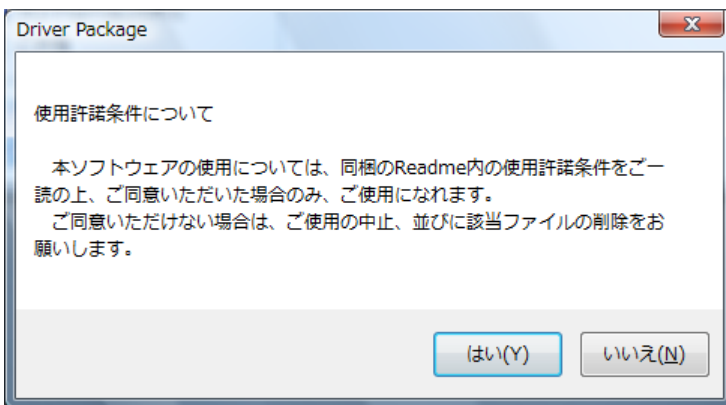 Driver Package
使用許諾条件について
　本ソフトウェアの使用については、同梱のReadme内の使用許諾条件をご一
読の上、ご同意いただいた場合のみ、ご使用になれます。
　ご同意いただけない場合は、ご使用の中止、並びに該当ファイルの削除をお
願いします。
はい(Y)
いいえ(N)